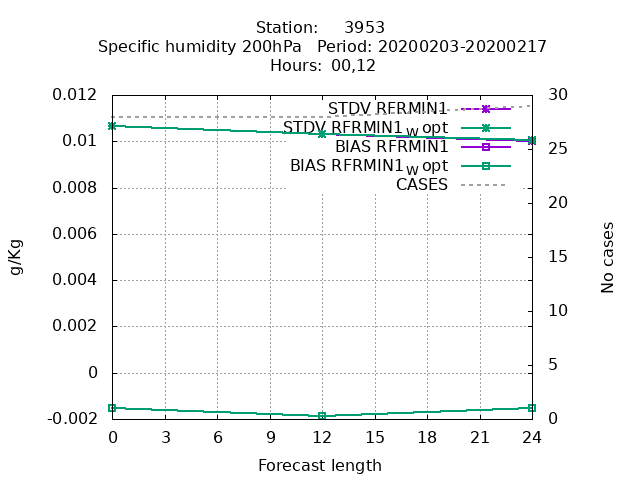 Station: 3953
Specific humidity 200hPa Period: 20200203-20200217
Hours: 00,12
0.012
0.01
0.008
0.006
0.004
0.002
0
-0.002
g/Kg
STDV RFRMIN1
STDV RFRMIN1w opt
BIAS RFRMIN1
BIAS RFRMIN1w opt
CASES
30
25
20
15
10
5
0
No cases
0 3 6 9 12 15 18 21 24
Forecast length